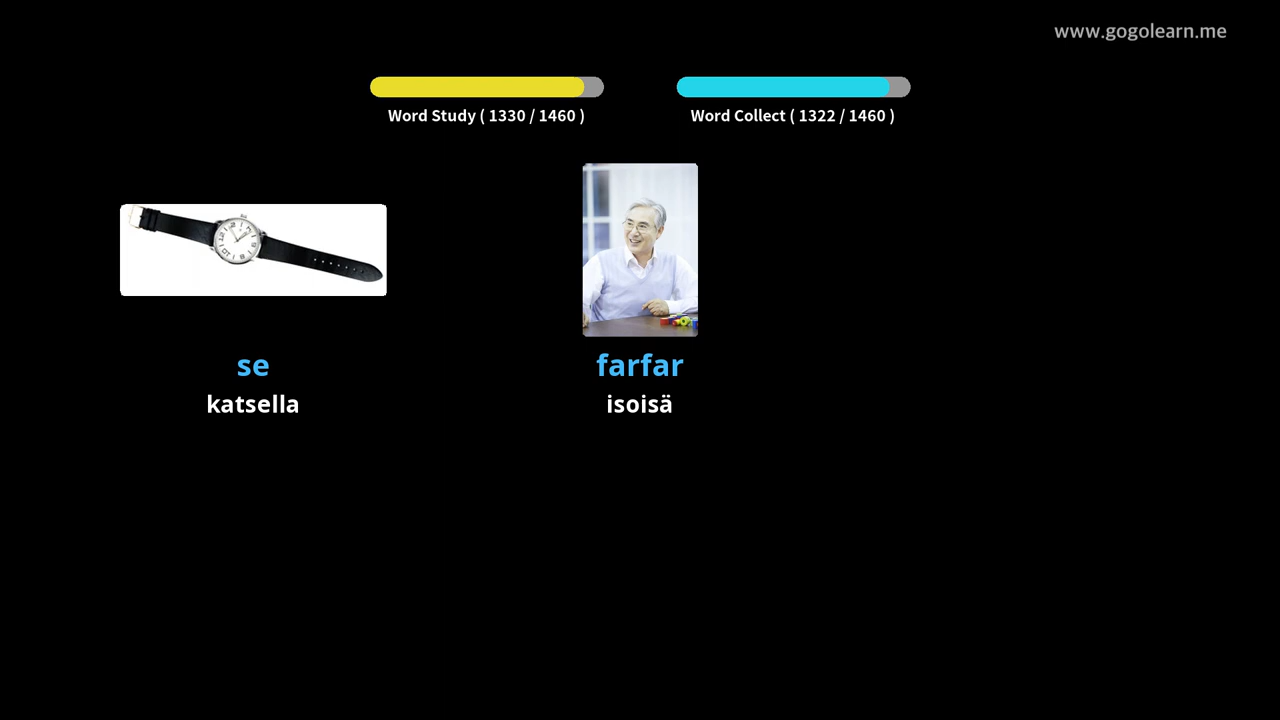 www.gogolearn.me
Word Study ( 1330 / 1460 )
Word Collect ( 1322 / 1460 )
se
katsella
farfar
isoisä